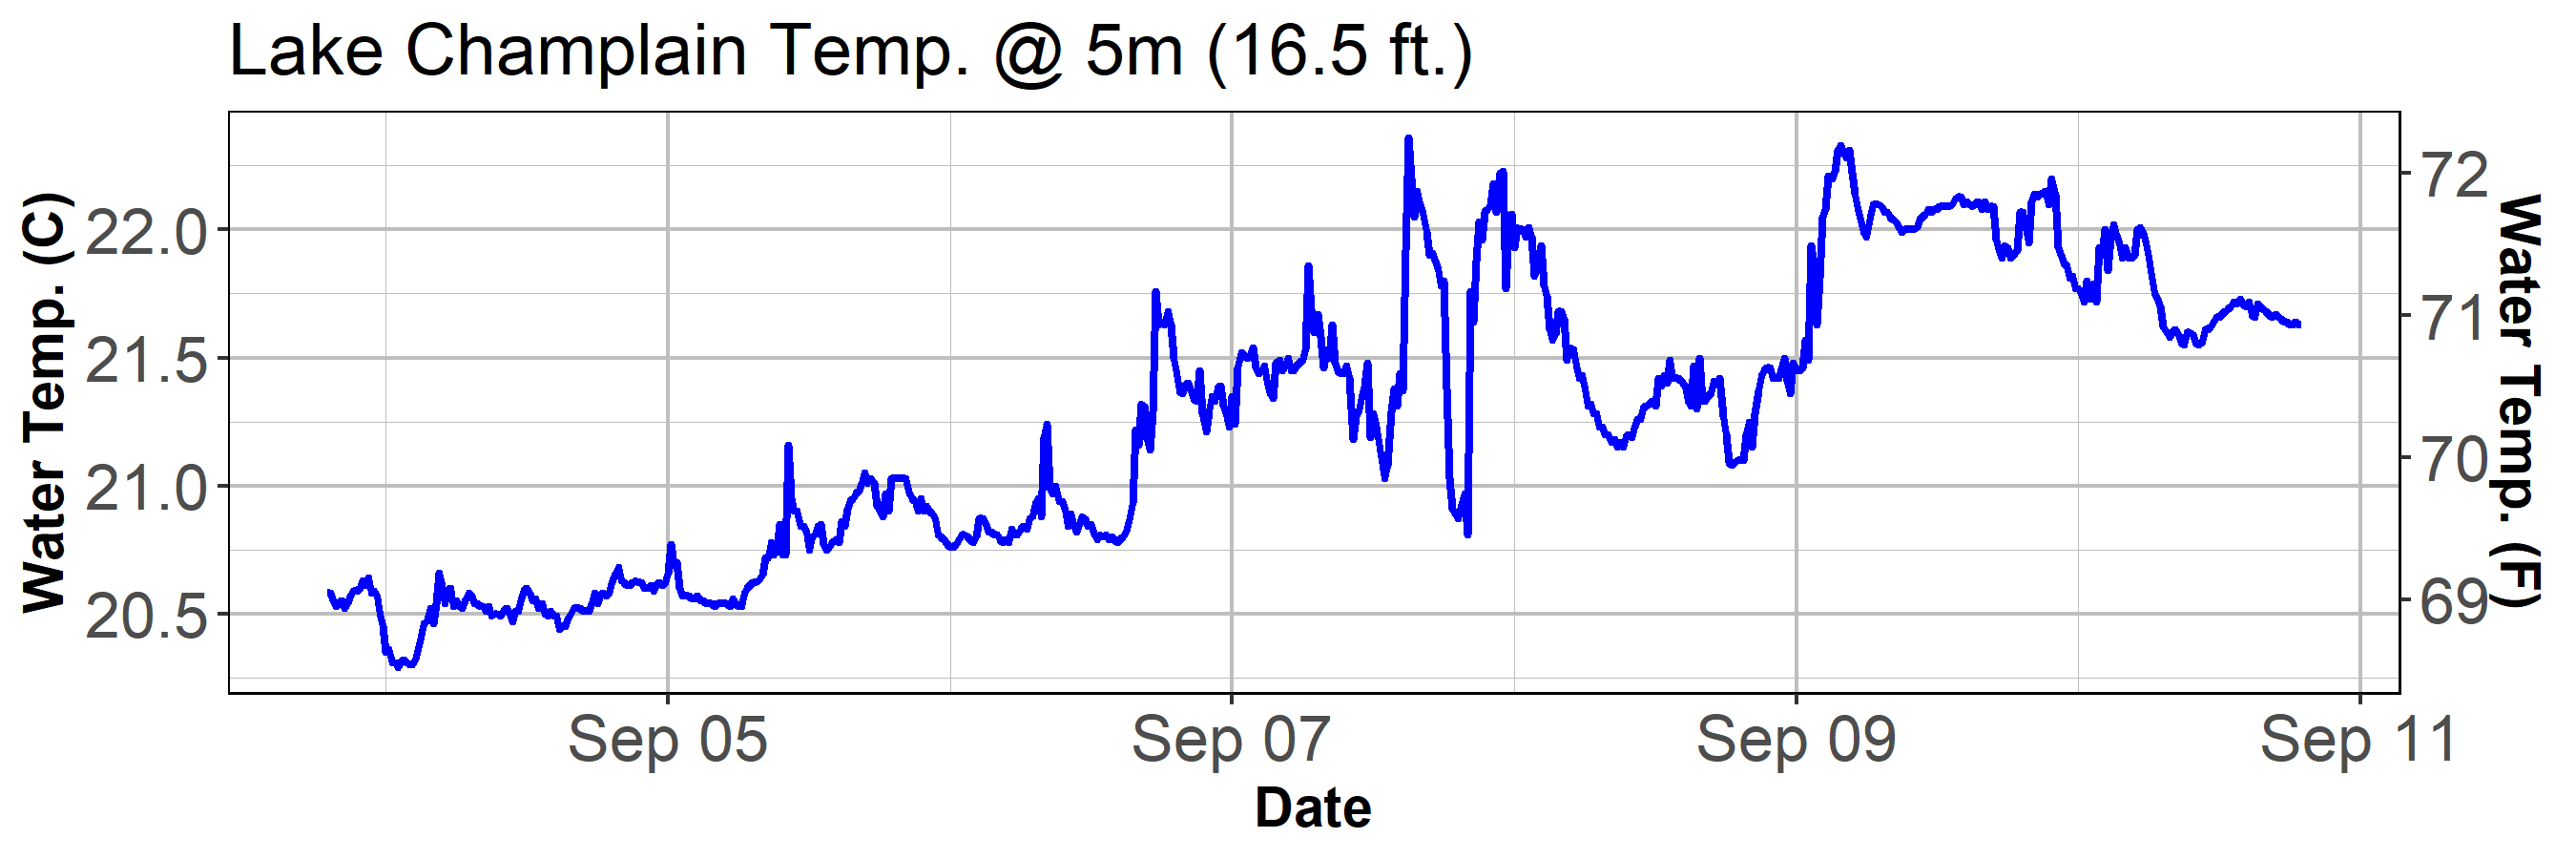 Lake Champlain Temp. @ 5m (16.5 ft.)
Water Temp. (C)
22.0
21.5
21.0
20.5
72
71
70
69
Water Temp. (F)
Sep 05 Sep 07 Sep 09 Sep 11
Date